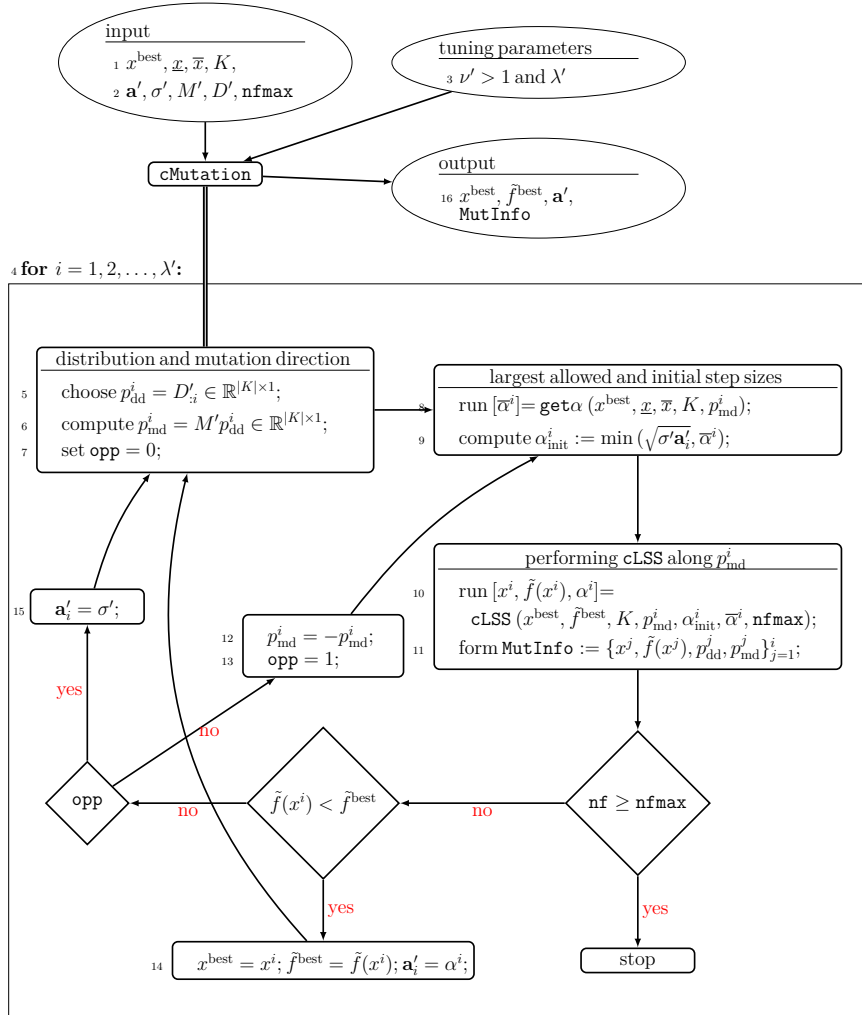 input
1 x^best, x̲, x̅, K,
2 𝐚′, σ′, M′, D′, nfmax
tuning parameters
3 ν′ > 1 and λ′
cMutation
output
16 x^best, f̃^best, 𝐚′,
MutInfo
4 for i = 1, 2, . . . , λ′:
distribution and mutation direction
5 choose p^i_dd = D′_{:i} ∈ ℝ^{|K|×1};
6 compute p^i_md = M′p^i_dd ∈ ℝ^{|K|×1};
7 set opp = 0;
largest allowed and initial step sizes
8 run [α̅^i]= getα (x^best, x̲, x̅, K, p^i_md);
9 compute α^i_init := min (√(σ′𝐚′_i), α̅^i);
performing cLSS along p^i_md
10 run [x^i, f̃(x^i), α^i]=
cLSS (x^best, f̃^best, K, p^i_md, α^i_init, α̅^i, nfmax);
11 form MutInfo := {x^j, f̃(x^j), p^j_dd, p^j_md}^i_{j=1};
15 𝐚′_i = σ′;
12 p^i_md = −p^i_md;
13 opp = 1;
yes
no
opp
no
f̃(x^i) < f̃^best
no
nf ≥ nfmax
yes
yes
14 x^best = x^i; f̃^best = f̃(x^i); 𝐚′_i = α^i;
stop